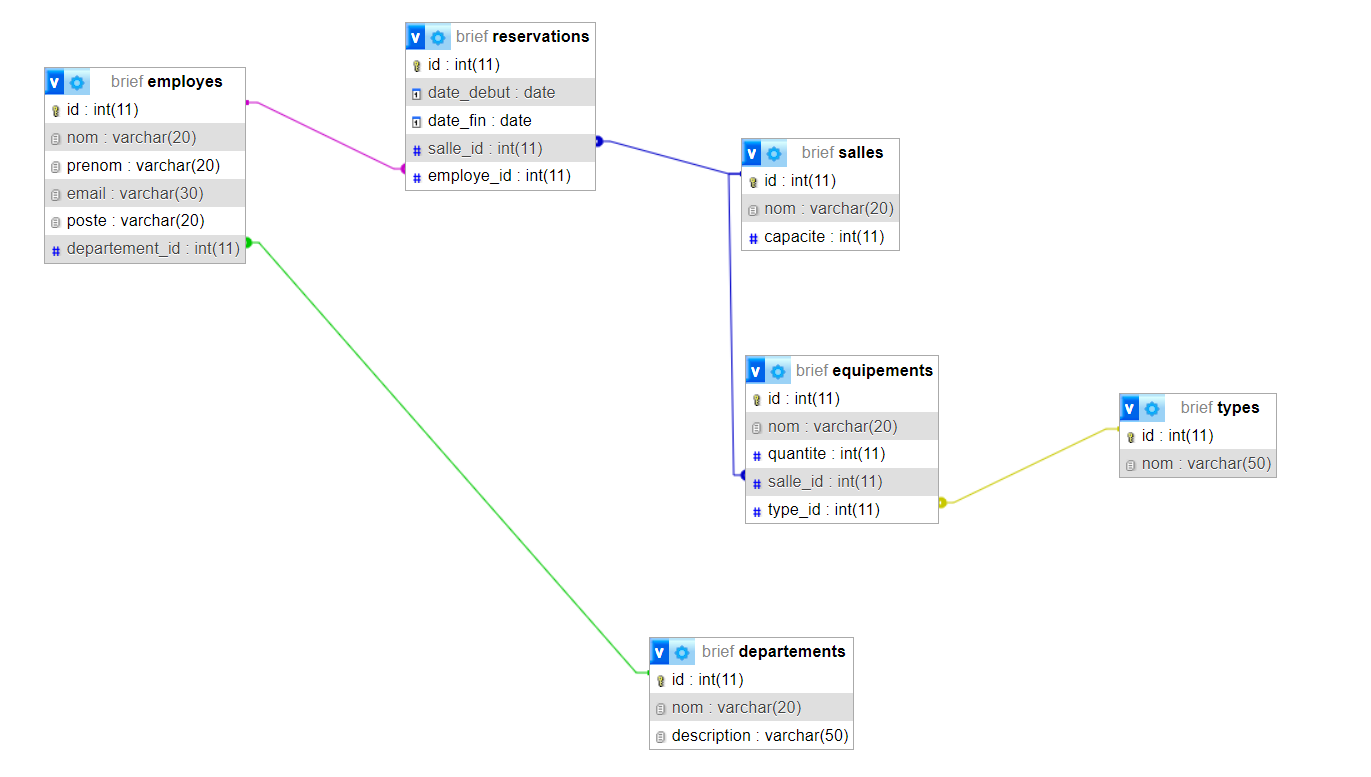 v brief employes
id : int(11)
nom : varchar(20)
prenom : varchar(20)
email : varchar(30)
poste : varchar(20)
# departement_id : int(11)
v brief reservations
id : int(11)
date_debut : date
date_fin : date
# salle_id : int(11)
# employe_id : int(11)
v brief salles
id : int(11)
nom : varchar(20)
# capacite : int(11)
v brief equipements
id : int(11)
nom : varchar(20)
# quantite : int(11)
# salle_id : int(11)
# type_id : int(11)
v brief types
id : int(11)
nom : varchar(50)
v brief departements
id : int(11)
nom : varchar(20)
description : varchar(50)